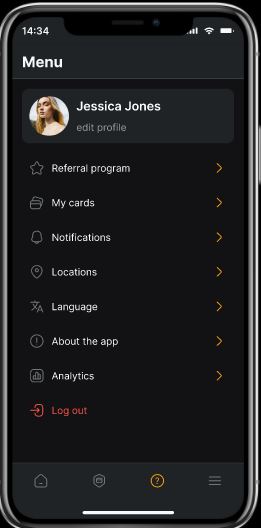 14:34
Menu
Jessica Jones
edit profile
Referral program
My cards
Notifications
Locations
Language
About the app
Analytics
Log out